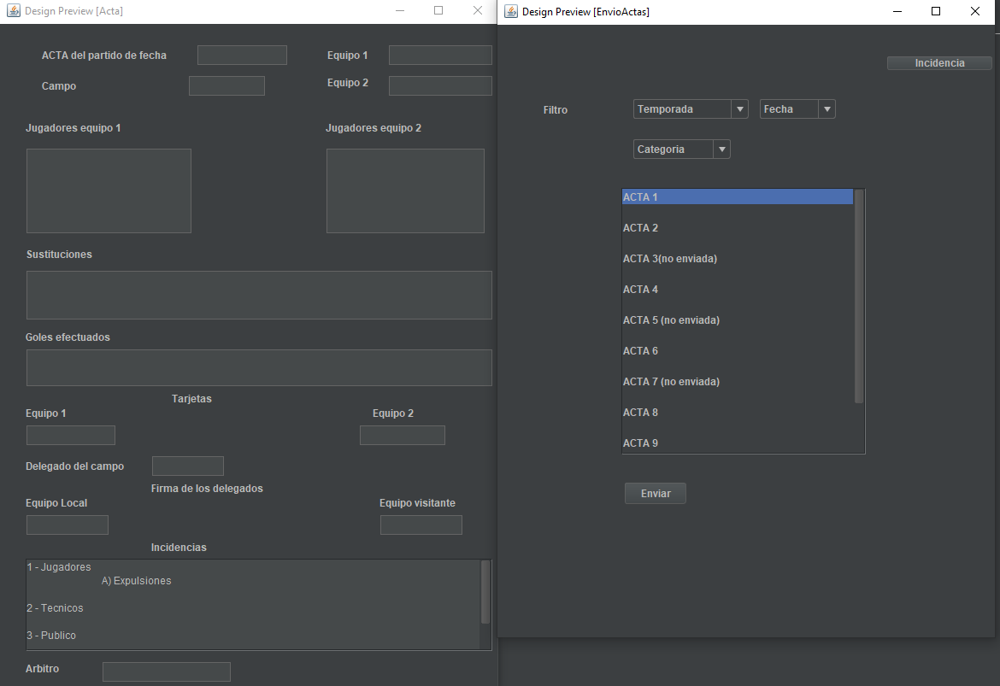 Design Preview [Acta]
ACTA del partido de fecha
Equipo 1
Campo
Equipo 2
Jugadores equipo 1
Jugadores equipo 2
Sustituciones
Goles efectuados
Tarjetas
Equipo 1
Equipo 2
Delegado del campo
Firma de los delegados
Equipo Local
Equipo visitante
Incidencias
1 - Jugadores
A) Expulsiones
2 - Tecnicos
3 - Publico
Arbitro
Design Preview [EnvioActas]
Incidencia
Filtro
Temporada
Fecha
Categoria
ACTA 1
ACTA 2
ACTA 3(no enviada)
ACTA 4
ACTA 5 (no enviada)
ACTA 6
ACTA 7 (no enviada)
ACTA 8
ACTA 9
Enviar